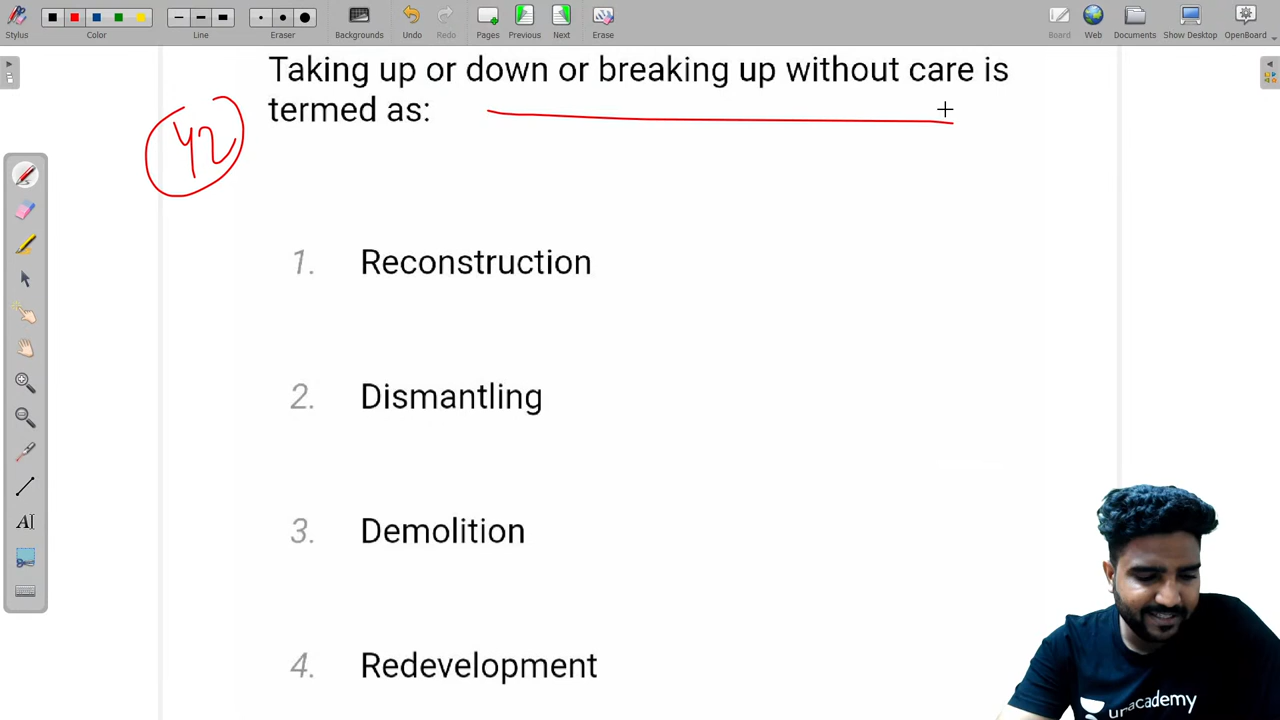 Stylus
Color
Line
Eraser
Backgrounds
Undo
Redo
Pages
Previous
Next
Erase
Board
Web
Documents
Show Desktop
OpenBoard
Taking up or down or breaking up without care is
termed as:
42
1. Reconstruction
2. Dismantling
3. Demolition
4. Redevelopment
AI
unacademy